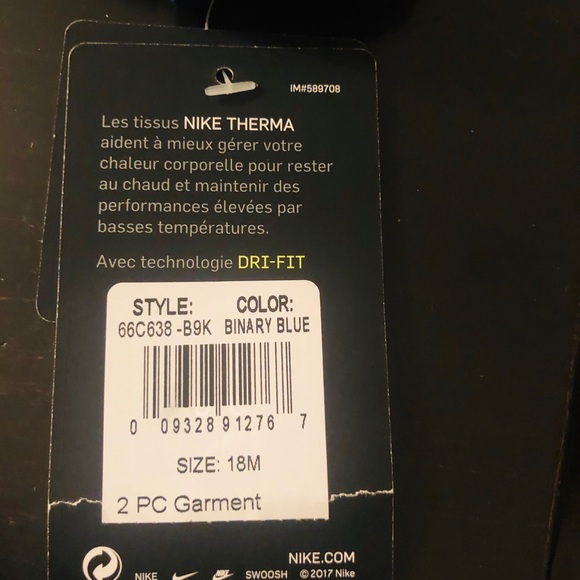 IM#589708
Les tissus NIKE THERMA
aident à mieux gérer votre
chaleur corporelle pour rester
au chaud et maintenir des
performances élevées par
basses températures.
Avec technologie DRI-FIT
STYLE: COLOR:
66C638-B9K BINARY BLUE
0 09328 91276 7
SIZE: 18M
2 PC Garment
NIKE.COM
NIKE SWOOSH © 2017 Nike